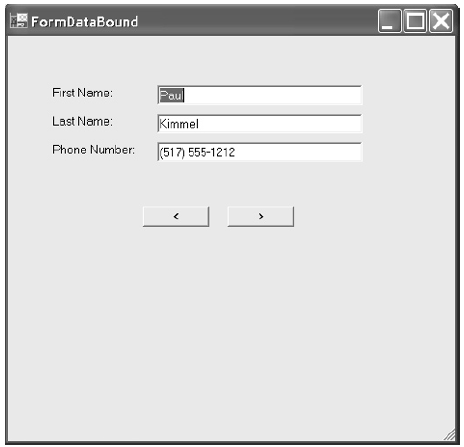 FormDataBound
First Name: Paul
Last Name: Kimmel
Phone Number: (517) 555-1212
< >